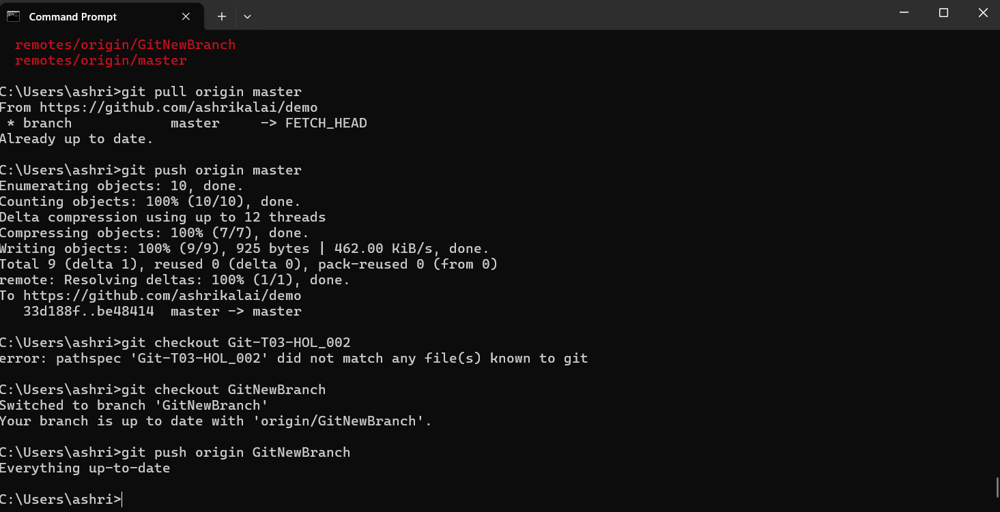 Command Prompt
remotes/origin/GitNewBranch
remotes/origin/master
C:\Users\ashri>git pull origin master
From https://github.com/ashrikalai/demo
 * branch            master     -> FETCH_HEAD
Already up to date.
C:\Users\ashri>git push origin master
Enumerating objects: 10, done.
Counting objects: 100% (10/10), done.
Delta compression using up to 12 threads
Compressing objects: 100% (7/7), done.
Writing objects: 100% (9/9), 925 bytes | 462.00 KiB/s, done.
Total 9 (delta 1), reused 0 (delta 0), pack-reused 0 (from 0)
remote: Resolving deltas: 100% (1/1), done.
To https://github.com/ashrikalai/demo
   33d188f..be48414  master -> master
C:\Users\ashri>git checkout Git-T03-HOL_002
error: pathspec 'Git-T03-HOL_002' did not match any file(s) known to git
C:\Users\ashri>git checkout GitNewBranch
Switched to branch 'GitNewBranch'
Your branch is up to date with 'origin/GitNewBranch'.
C:\Users\ashri>git push origin GitNewBranch
Everything up-to-date
C:\Users\ashri>